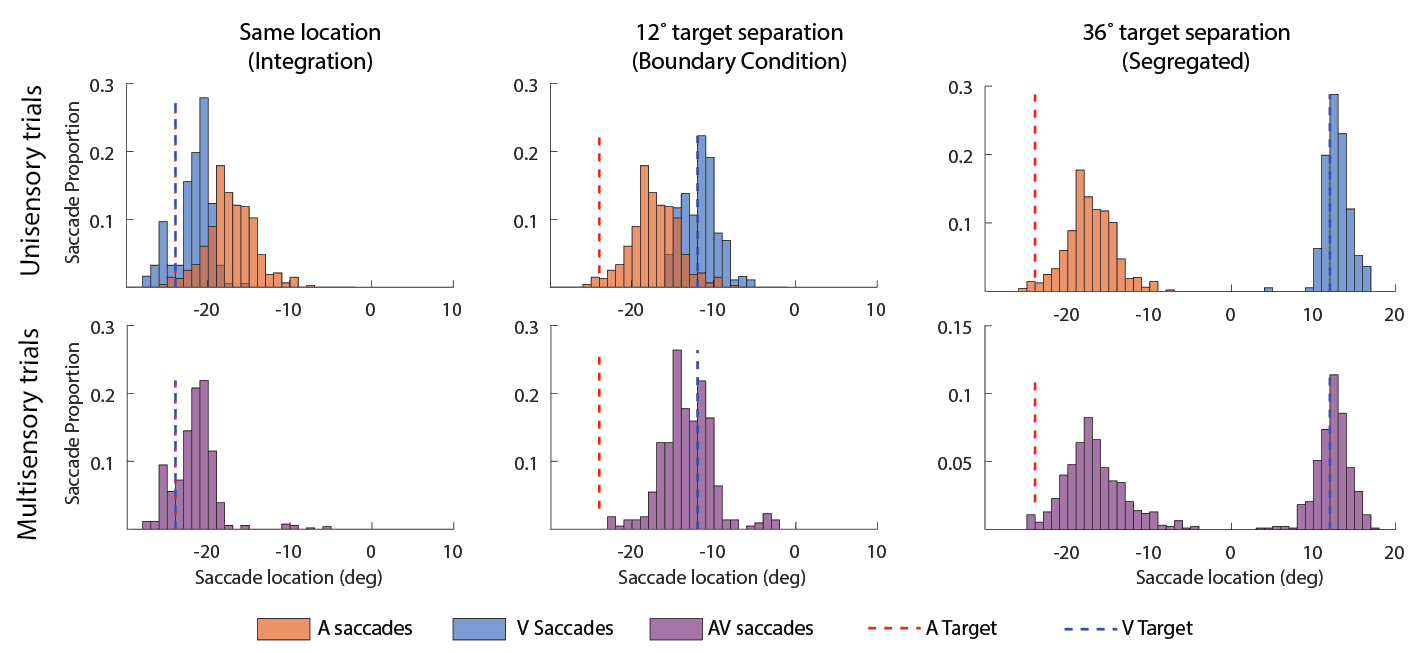 Same location
(Integration)
12˚ target separation
(Boundary Condition)
36˚ target separation
(Segregated)
Unisensory trials
Saccade Proportion
0.3
0.2
0.1
-20 -10 0 10
0.3
0.2
0.1
-20 -10 0 10
0.3
0.2
0.1
-20 -10 0 10 20
Multisensory trials
Saccade Proportion
0.3
0.2
0.1
-20 -10 0 10
Saccade location (deg)
0.3
0.2
0.1
-20 -10 0 10
Saccade location (deg)
0.15
0.1
0.05
-20 -10 0 10 20
Saccade location (deg)
A saccades V Saccades AV saccades A Target V Target